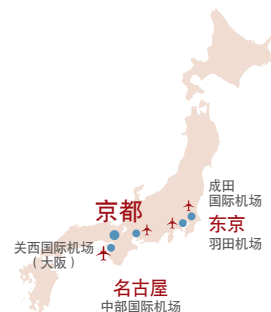 成田
国际机场
京都
东京
羽田机场
关西国际机场
（大阪）
名古屋
中部国际机场